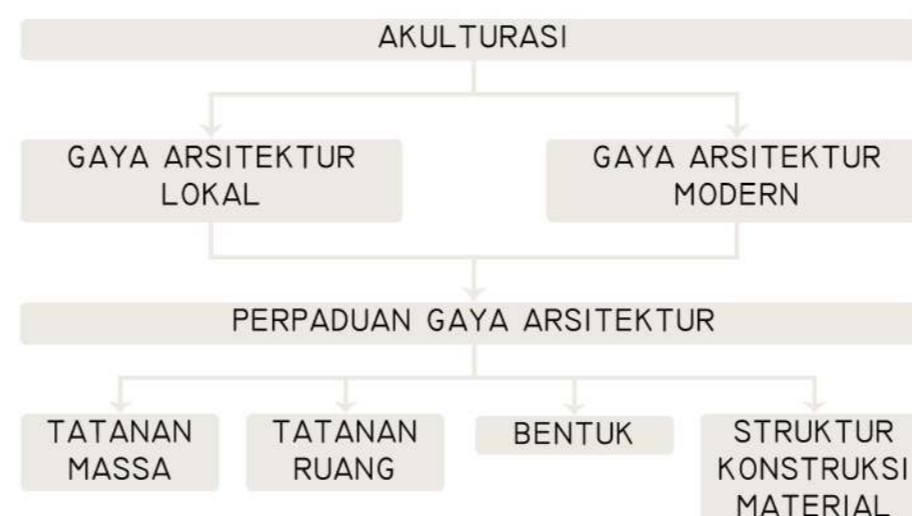 AKULTURASI
GAYA ARSITEKTUR
LOKAL
GAYA ARSITEKTUR
MODERN
PERPADUAN GAYA ARSITEKTUR
TATANAN
MASSA
TATANAN
RUANG
BENTUK
STRUKTUR
KONSTRUKSI
MATERIAL